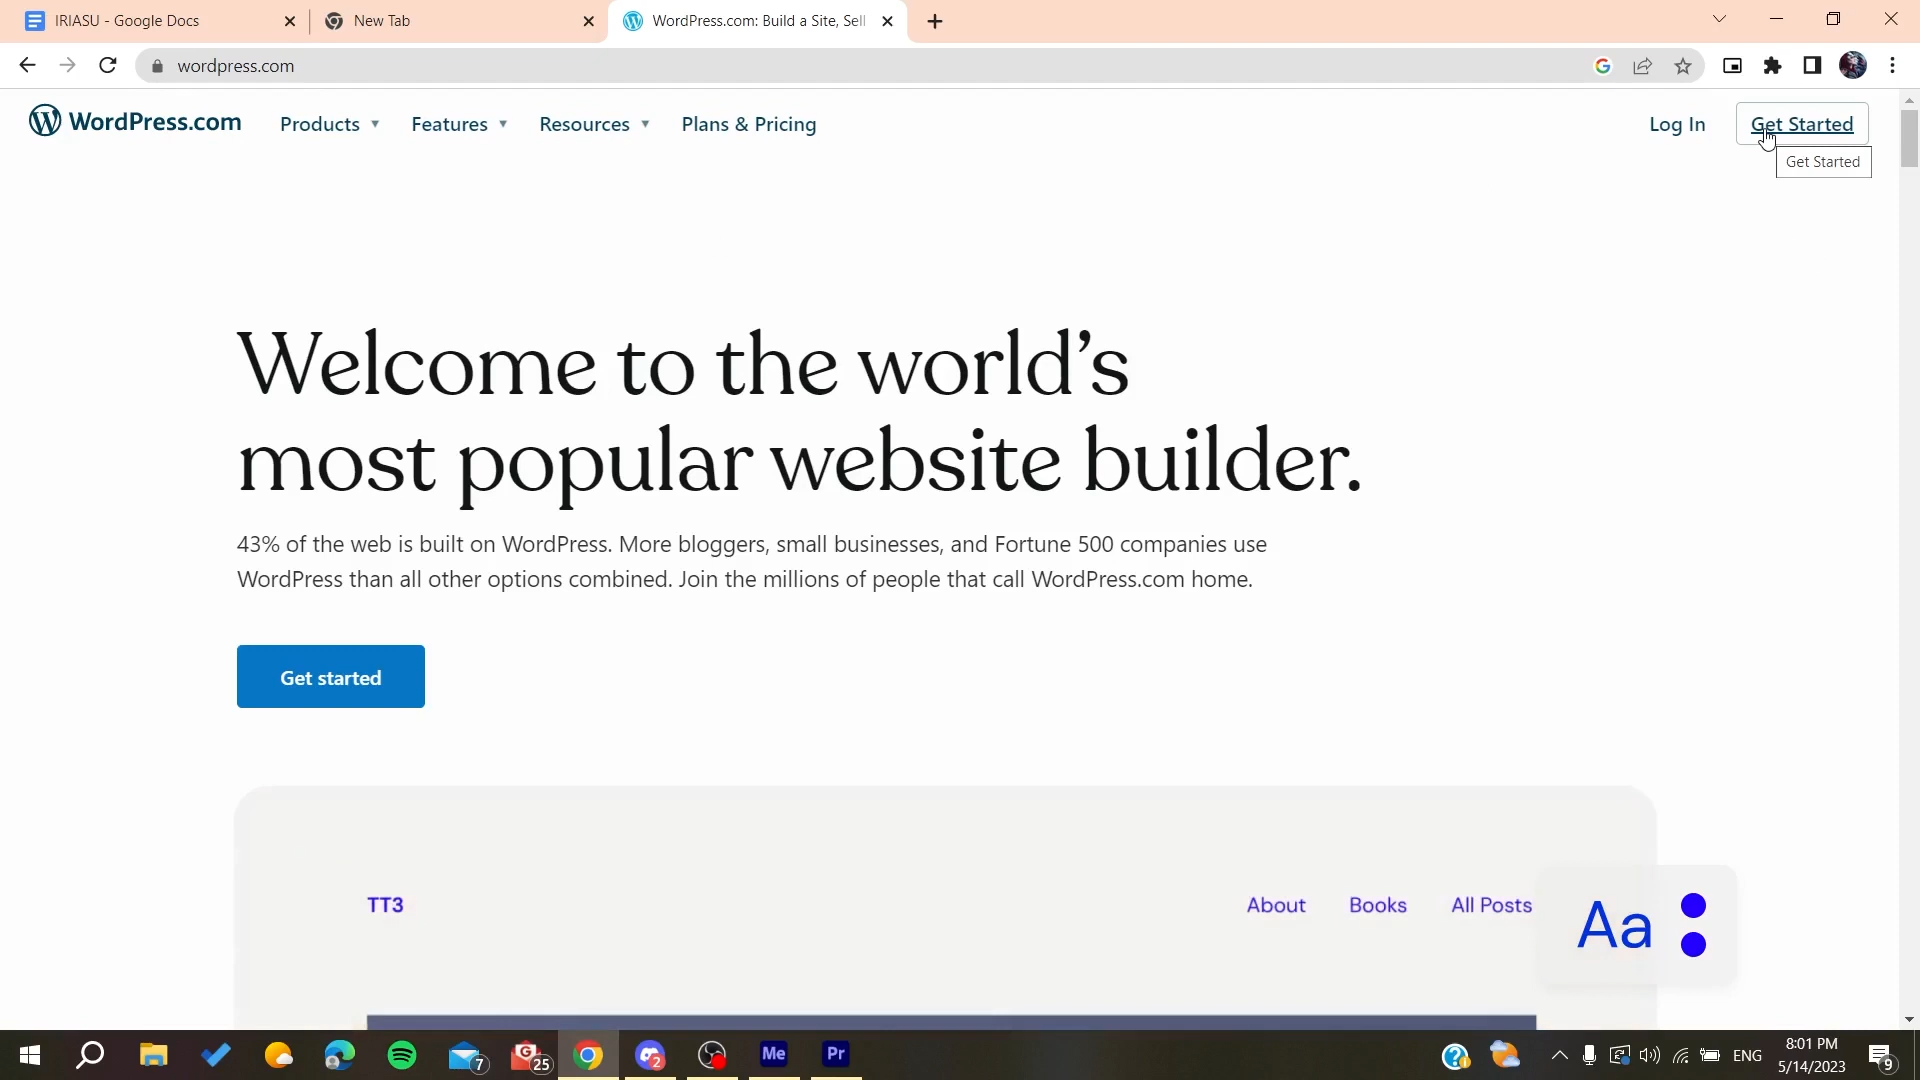 IRIASU - Google Docs
New Tab
WordPress.com: Build a Site, Sell
wordpress.com
WordPress.com
Products
Features
Resources
Plans & Pricing
Log In
Get Started
Get Started
Welcome to the world’s
most popular website builder.
43% of the web is built on WordPress. More bloggers, small businesses, and Fortune 500 companies use
WordPress than all other options combined. Join the millions of people that call WordPress.com home.
Get started
TT3
About
Books
All Posts
Aa
7
25
2
Me
Pr
ENG
8:01 PM
5/14/2023
9